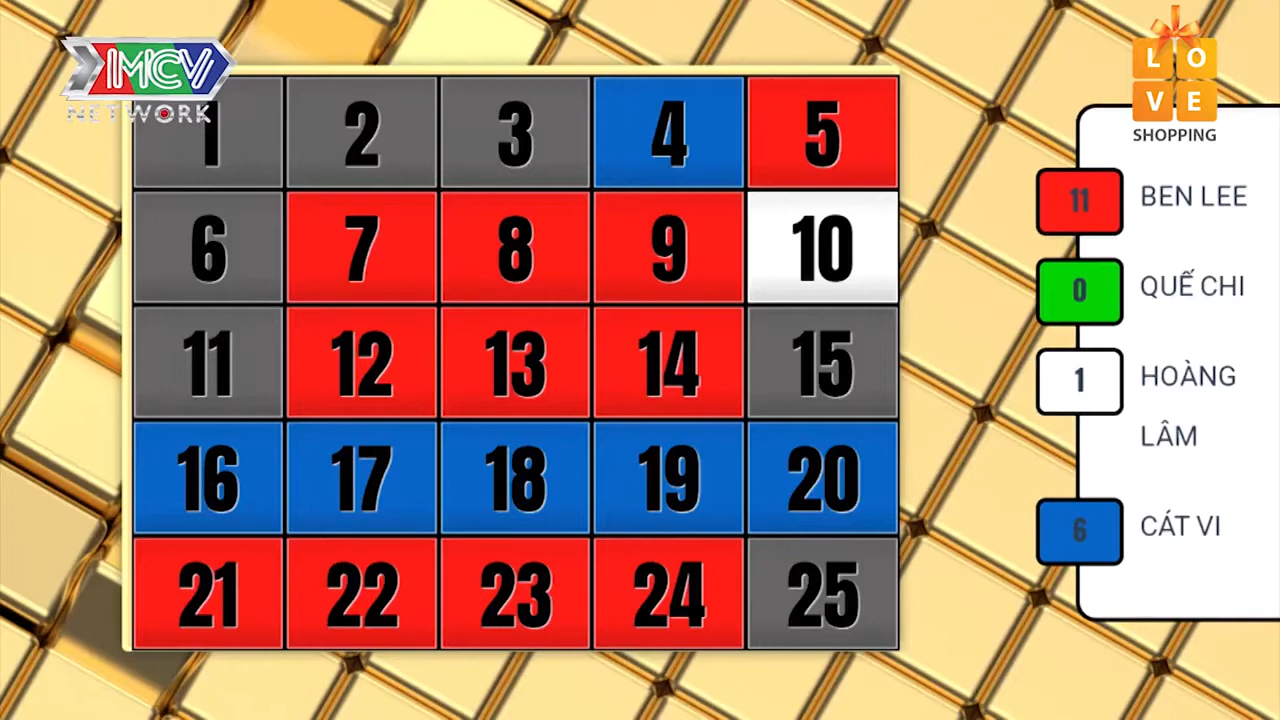 MCV
NETWORK
LOVE
SHOPPING
1 2 3 4 5
6 7 8 9 10
11 12 13 14 15
16 17 18 19 20
21 22 23 24 25
11 BEN LEE
0 QUẾ CHI
1 HOÀNG
LÂM
6 CÁT VI